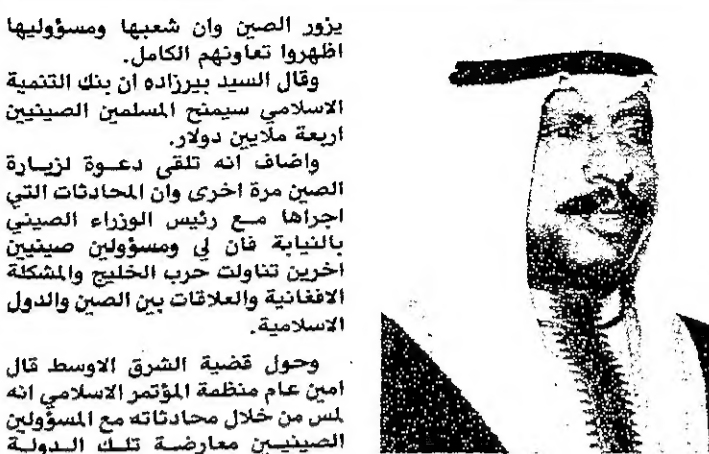 يزور الصين وان شعبها ومسؤوليها
اظهروا تعاونهم الكامل.
وقال السيد بيرزاده ان بنك التنمية
الاسلامي سيمنح المسلمين الصينيين
اربعة ملايين دولار.
واضاف انه تلقى دعوة لزيارة
الصين مرة اخرى وان المحادثات التي
اجراها مع رئيس الوزراء الصيني
بالنيابة فان لي ومسؤولين صينيين
اخرين تناولت حرب الخليج والمشكلة
الافغانية والعلاقات بين الصين والدول
الاسلامية.
وحول قضية الشرق الاوسط قال
امين عام منظمة المؤتمر الاسلامي انه
لمس من خلال محادثاته مع المسؤولين
الصينيين معارضة تلك الدولة